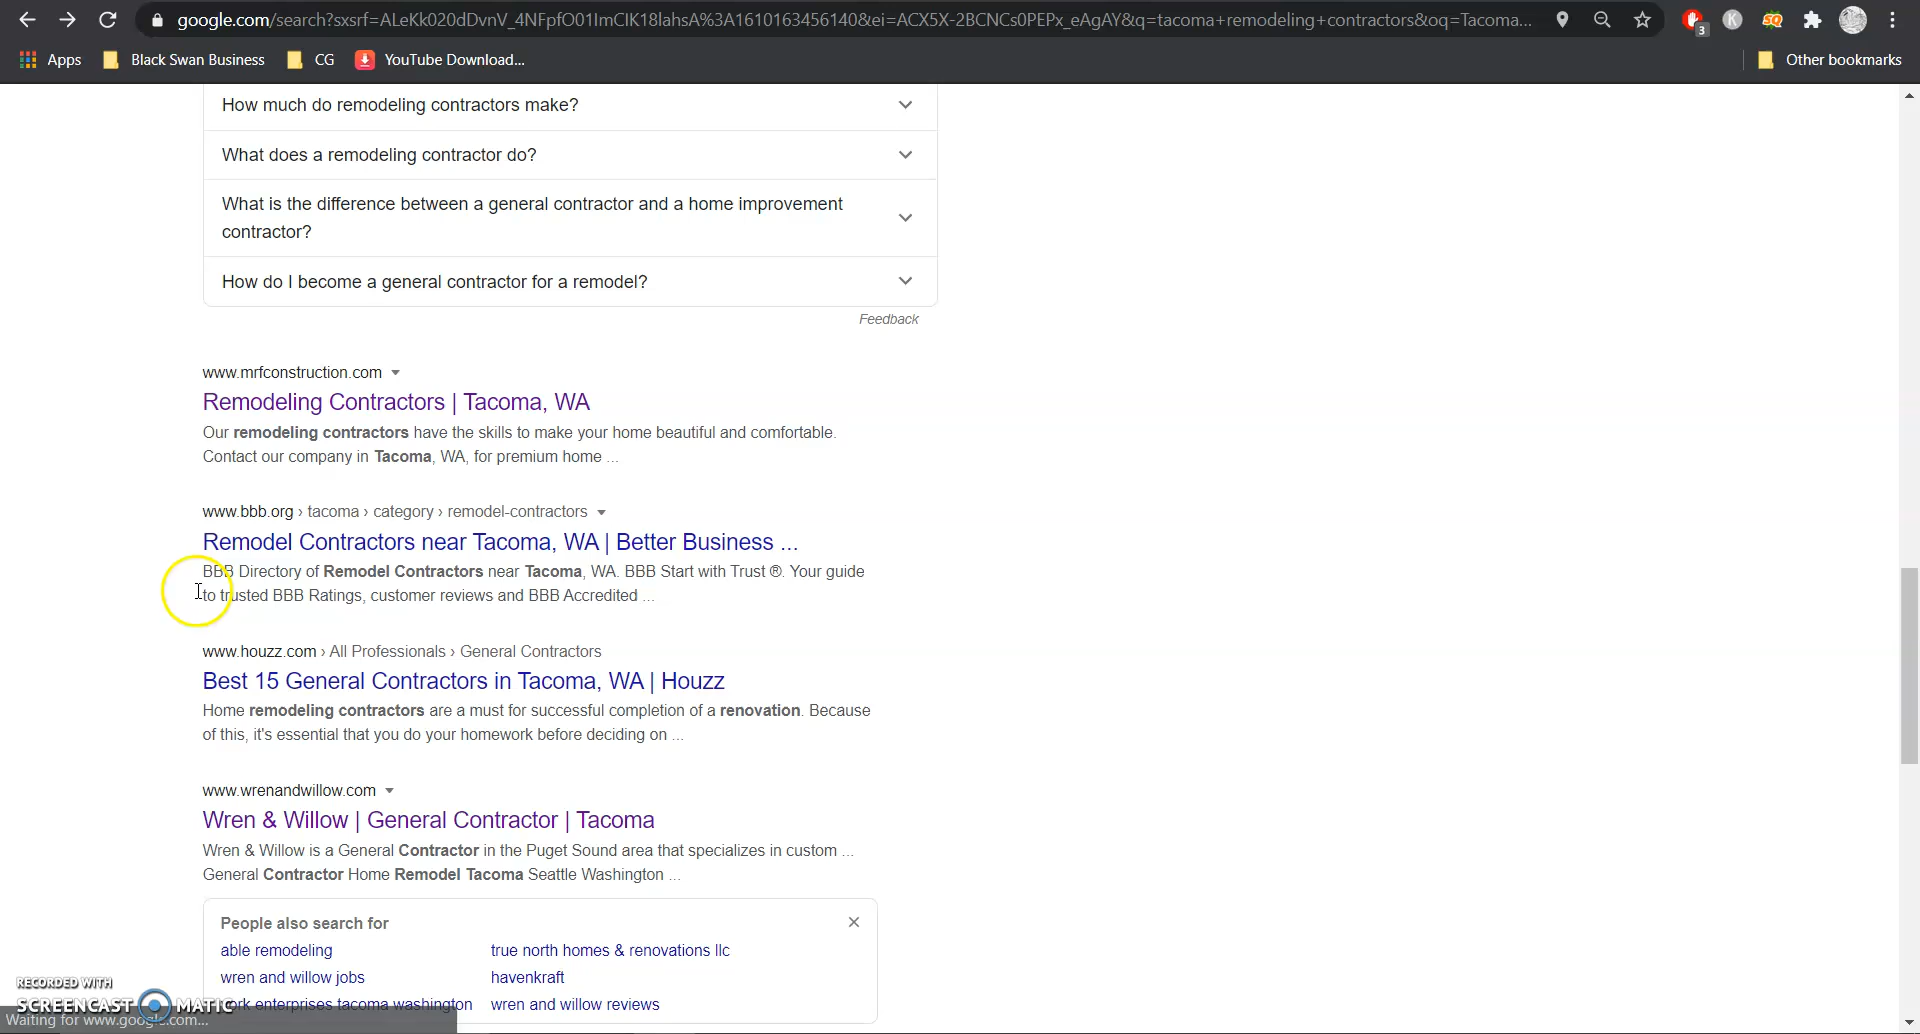 google.com/search?sxsrf=ALeKk020dDvnV_4NFpfO01ImCIK18lahsA%3A1610163456140&ei=ACX5X-2BCNCs0PEPx_eAgAY&q=tacoma+remodeling+contractors&oq=Tacoma...
3
K
SQ
Apps
Black Swan Business
CG
YouTube Download...
Other bookmarks
How much do remodeling contractors make?
What does a remodeling contractor do?
What is the difference between a general contractor and a home improvement
contractor?
How do I become a general contractor for a remodel?
Feedback
www.mrfconstruction.com
Remodeling Contractors | Tacoma, WA
Our remodeling contractors have the skills to make your home beautiful and comfortable.
Contact our company in Tacoma, WA, for premium home ...
www.bbb.org › tacoma › category › remodel-contractors
Remodel Contractors near Tacoma, WA | Better Business ...
BBB Directory of Remodel Contractors near Tacoma, WA. BBB Start with Trust ®. Your guide
to trusted BBB Ratings, customer reviews and BBB Accredited ...
www.houzz.com › All Professionals › General Contractors
Best 15 General Contractors in Tacoma, WA | Houzz
Home remodeling contractors are a must for successful completion of a renovation. Because
of this, it's essential that you do your homework before deciding on ...
www.wrenandwillow.com
Wren & Willow | General Contractor | Tacoma
Wren & Willow is a General Contractor in the Puget Sound area that specializes in custom ...
General Contractor Home Remodel Tacoma Seattle Washington ...
People also search for
able remodeling
true north homes & renovations llc
wren and willow jobs
havenkraft
enterprises tacoma washington
wren and willow reviews
RECORDED WITH
SCREENCAST MATIC
Waiting for www.google.com...